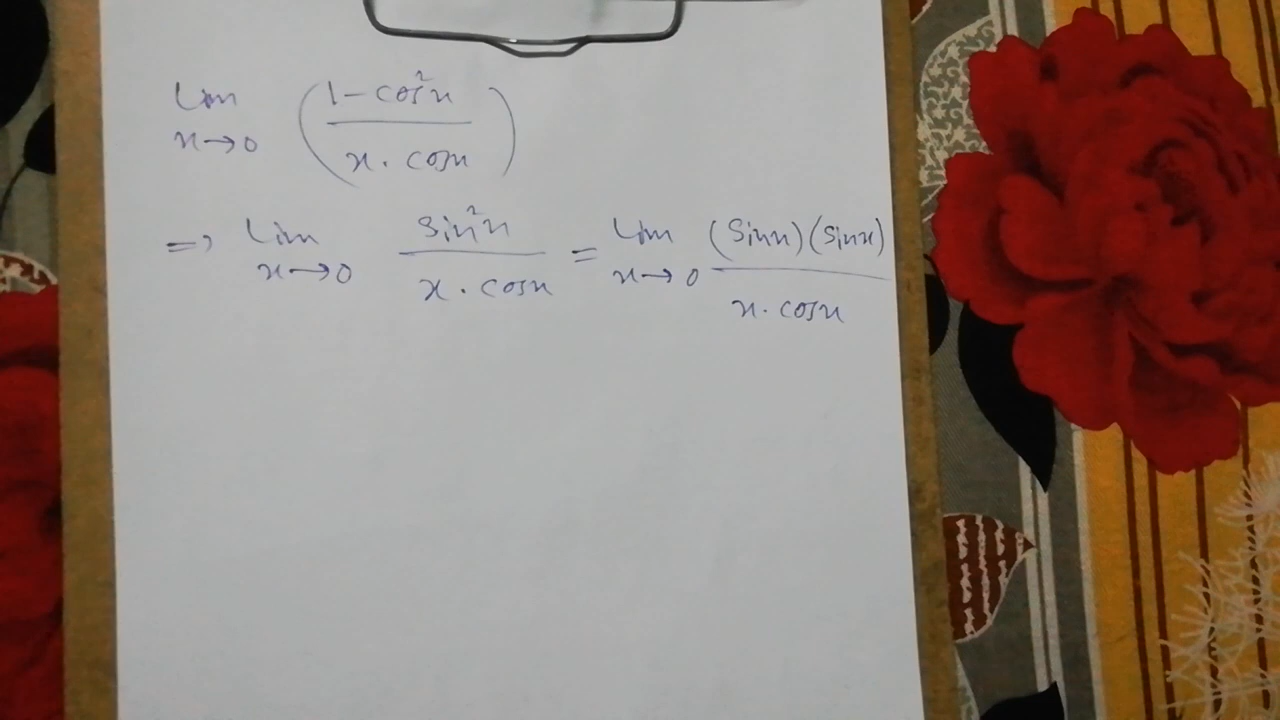 lim x→0 (1 - cos²x / x · cosx)
=> lim x→0 sin²x / x · cosx = lim x→0 (sinx)(sinx) / x · cosx